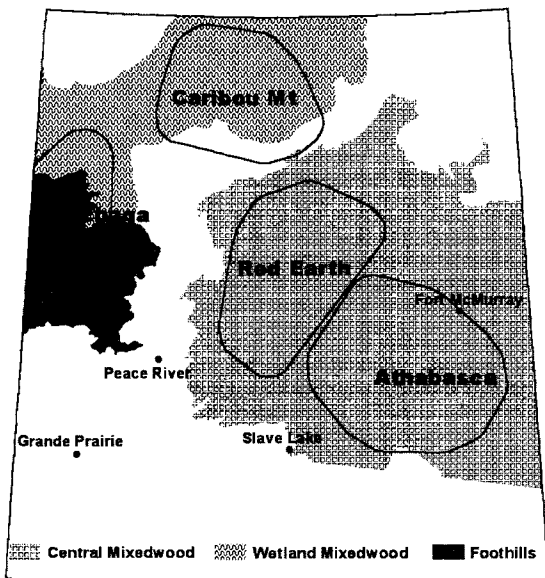 Caribou Mt
Red Earth
Fort McMurray
Athabasca
Peace River
Grande Prairie
Slave Lake
Central Mixedwood
Wetland Mixedwood
Foothills